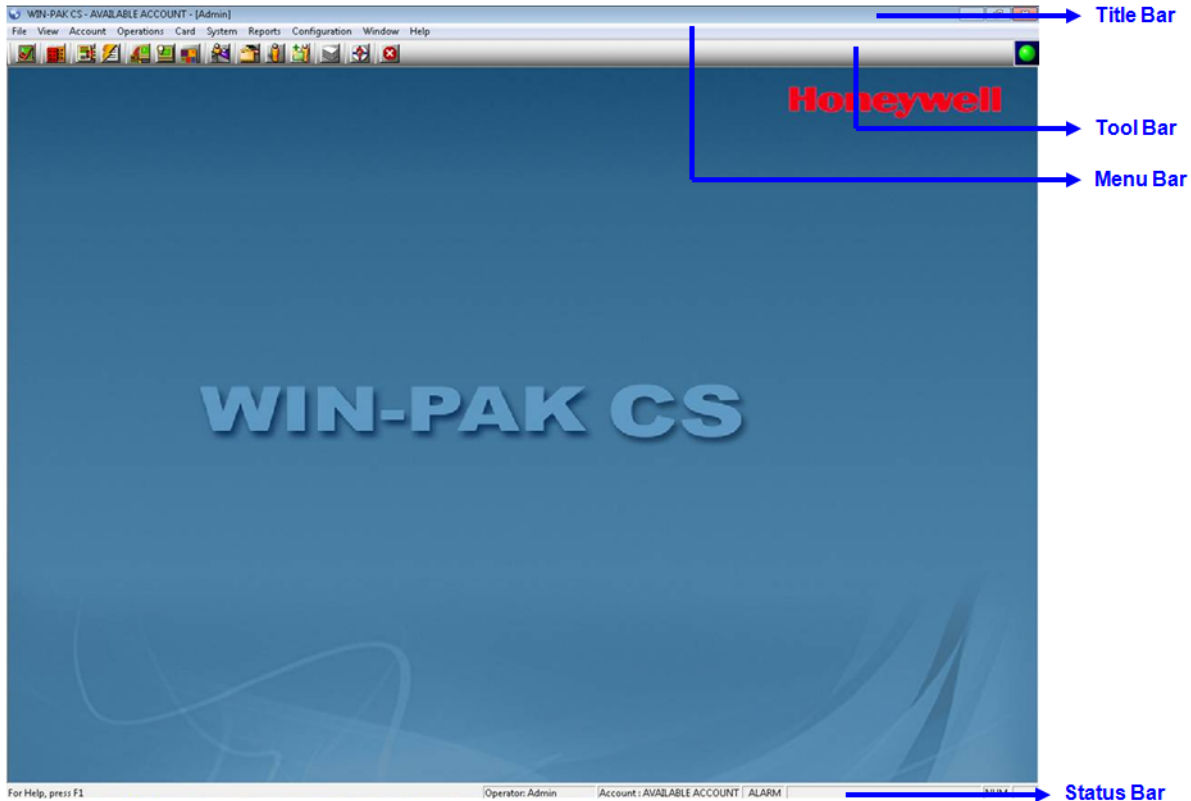 WIN-PAK CS - AVAILABLE ACCOUNT - [Admin]
Title Bar
File View Account Operations Card System Reports Configuration Window Help
Honeywell
Tool Bar
Menu Bar
WIN-PAK CS
For Help, press F1 Operator: Admin Account : AVAILABLE ACCOUNT ALARM NUM
Status Bar